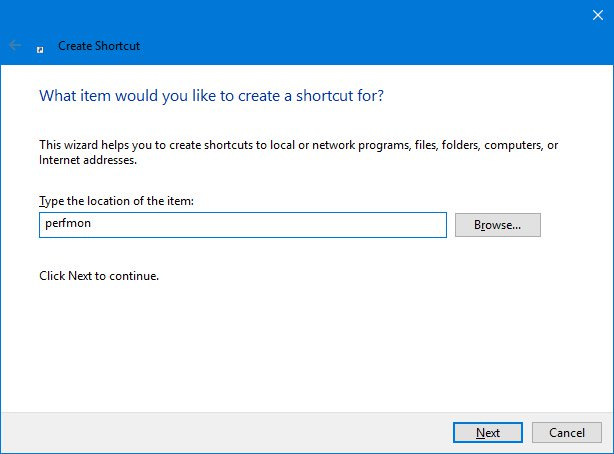 Create Shortcut
What item would you like to create a shortcut for?
This wizard helps you to create shortcuts to local or network programs, files, folders, computers, or
Internet addresses.
Type the location of the item:
perfmon
Browse...
Click Next to continue.
Next
Cancel